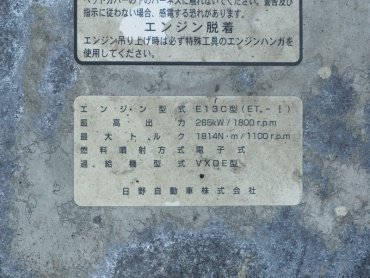 ヘッドカバーの下のハーネスに触れないでください。警告及び
指示に従わない場合、感電する恐れがあります。
エンジン脱着
エンジン吊り上げ時は必ず特殊工具のエンジンハンガを
使用してください。
エンジン型式 E13C型(ET-I)
最高出力 265kW/1800r.p.m
最大トルク 1814N・m/1100r.p.m
燃料噴射方式 電子式
過給機型式 VXDE型
日野自動車株式会社